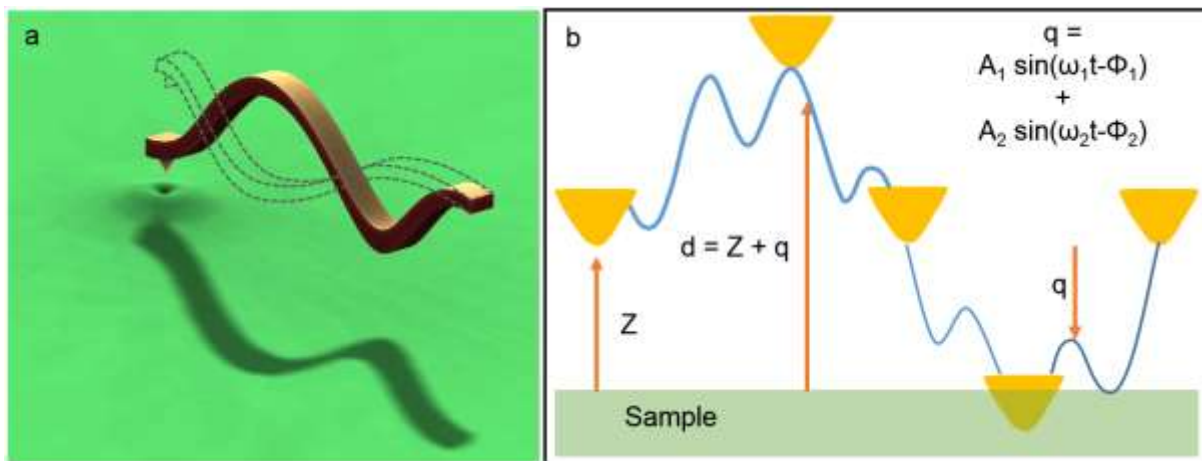 a
b
q =
A₁ sin(ω₁t-Φ₁)
+
A₂ sin(ω₂t-Φ₂)
d = Z + q
q
Z
Sample